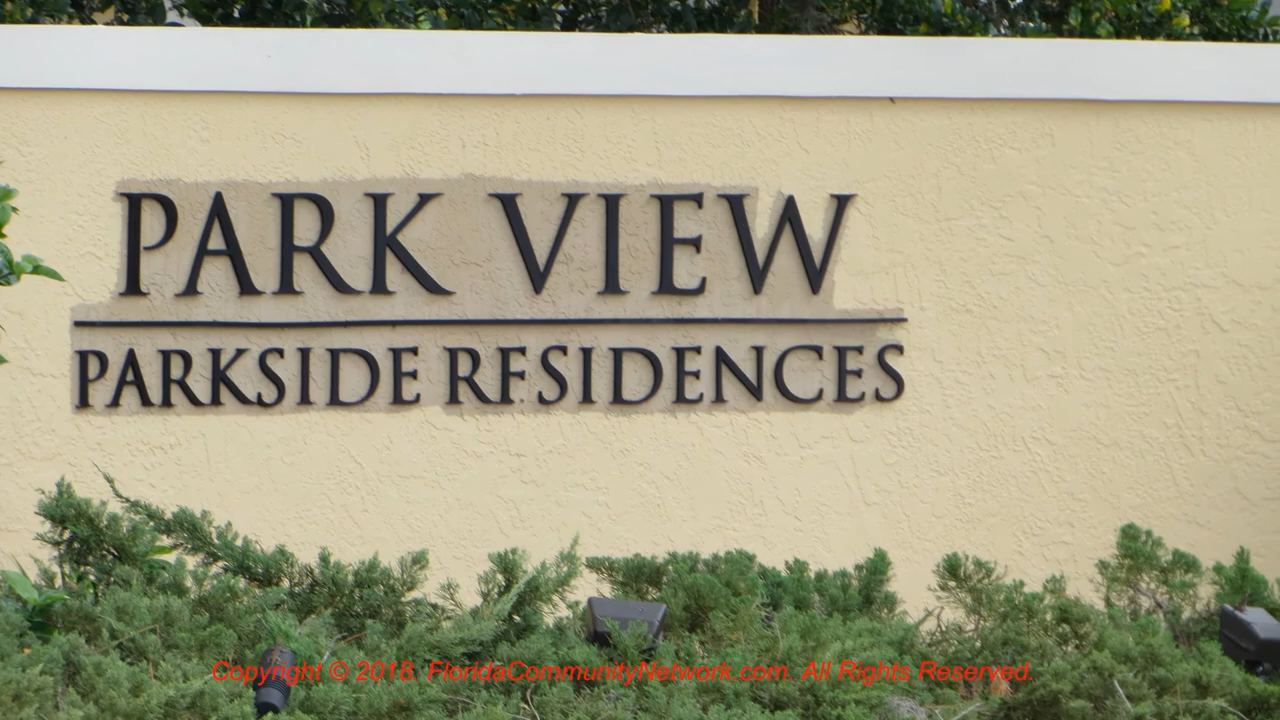 PARK VIEW
PARKSIDE RESIDENCES
Copyright © 2018. FloridaCommunityNetwork.com. All Rights Reserved.